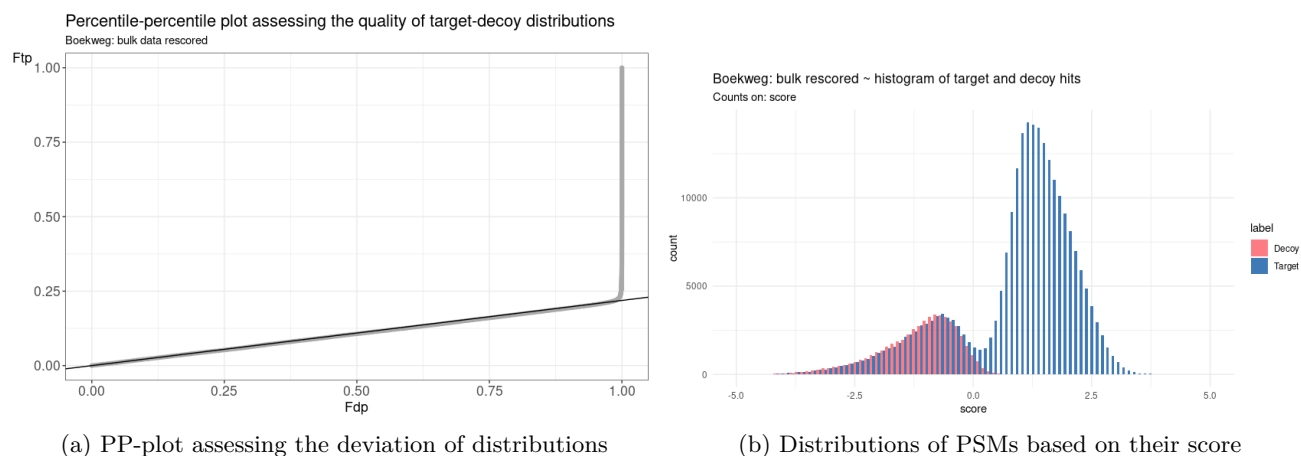 Percentile-percentile plot assessing the quality of target-decoy distributions
Boekweg: bulk data rescored
Ftp
1.00
0.75
0.50
0.25
0.00
0.00 0.25 0.50 0.75 1.00
Fdp
(a) PP-plot assessing the deviation of distributions
Boekweg: bulk rescored ~ histogram of target and decoy hits
Counts on: score
count
10000
5000
0
-5.0 -2.5 0.0 2.5 5.0
score
label
Decoy
Target
(b) Distributions of PSMs based on their score